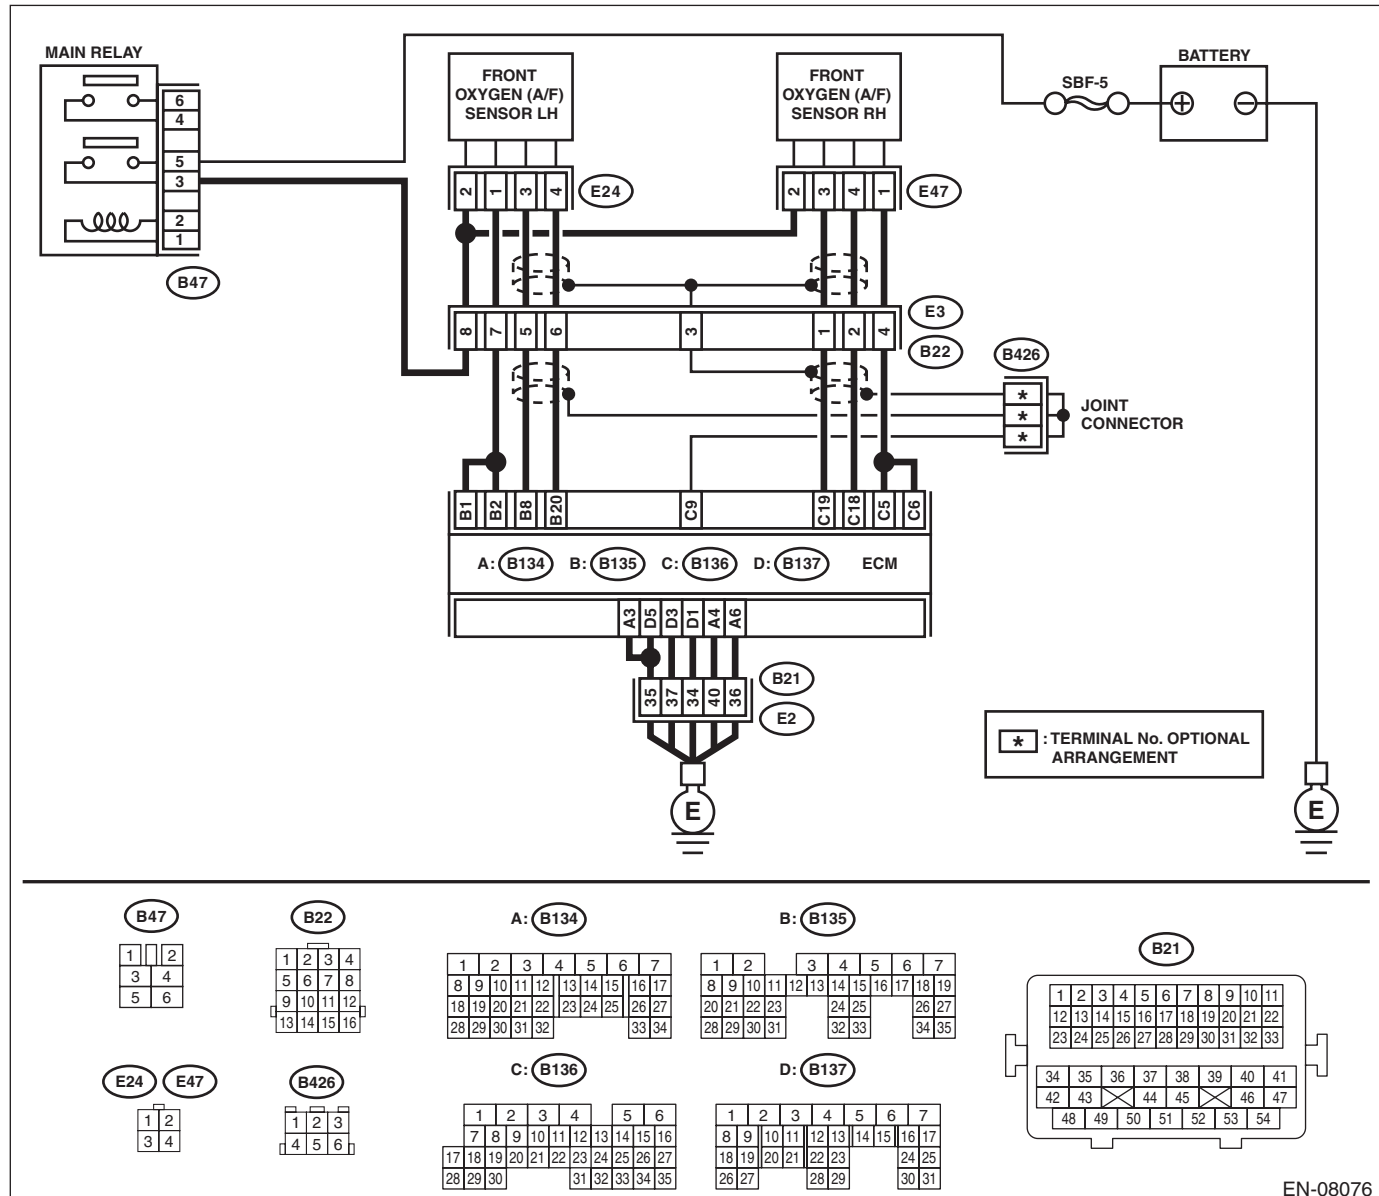 MAIN RELAY
BATTERY
SBF-5
FRONT
OXYGEN (A/F)
SENSOR LH
FRONT
OXYGEN (A/F)
SENSOR RH
6
4
5
3
2
1
B47
2 1 3 4
E24
2 3 4 1
E47
8 7 5 6 3 1 2 4
E3
B22
B426
*
*
*
JOINT
CONNECTOR
B1 B2 B8 B20 C9 C19 C18 C5 C6
A: B134 B: B135 C: B136 D: B137 ECM
A3 D5 D3 D1 A4 A6
35 37 34 40 36
B21
E2
E
E
* : TERMINAL No. OPTIONAL
ARRANGEMENT
B47
1 2
3 4
5 6
B22
1 2 3 4
5 6 7 8
9 10 11 12
13 14 15 16
A: B134
1 2 3 4 5 6 7
8 9 10 11 12 13 14 15 16 17
18 19 20 21 22 23 24 25 26 27
28 29 30 31 32 33 34
B: B135
1 2 3 4 5 6 7
8 9 10 11 12 13 14 15 16 17 18 19
20 21 22 23 24 25 26 27
28 29 30 31 32 33 34 35
B21
1 2 3 4 5 6 7 8 9 10 11
12 13 14 15 16 17 18 19 20 21 22
23 24 25 26 27 28 29 30 31 32 33
34 35 36 37 38 39 40 41
42 43 44 45 46 47
48 49 50 51 52 53 54
E24 E47
1 2
3 4
B426
1 2 3
4 5 6
C: B136
1 2 3 4 5 6
7 8 9 10 11 12 13 14 15 16
17 18 19 20 21 22 23 24 25 26 27
28 29 30 31 32 33 34 35
D: B137
1 2 3 4 5 6 7
8 9 10 11 12 13 14 15 16 17
18 19 20 21 22 23 24 25
26 27 28 29 30 31
EN-08076